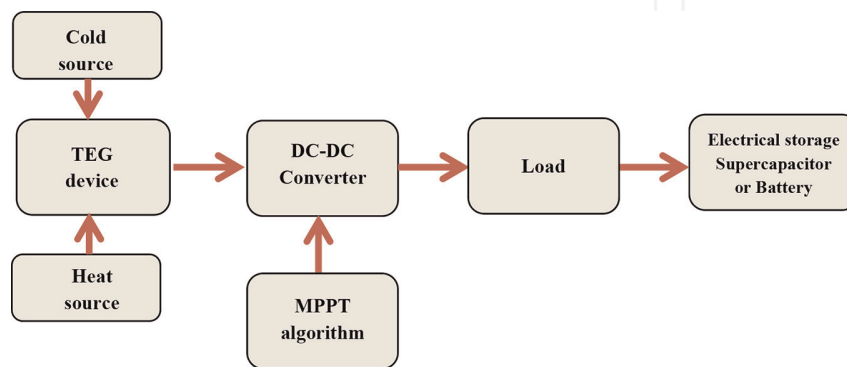 Cold
source
TEG
device
Heat
source
DC-DC
Converter
MPPT
algorithm
Load
Electrical storage
Supercapacitor
or Battery